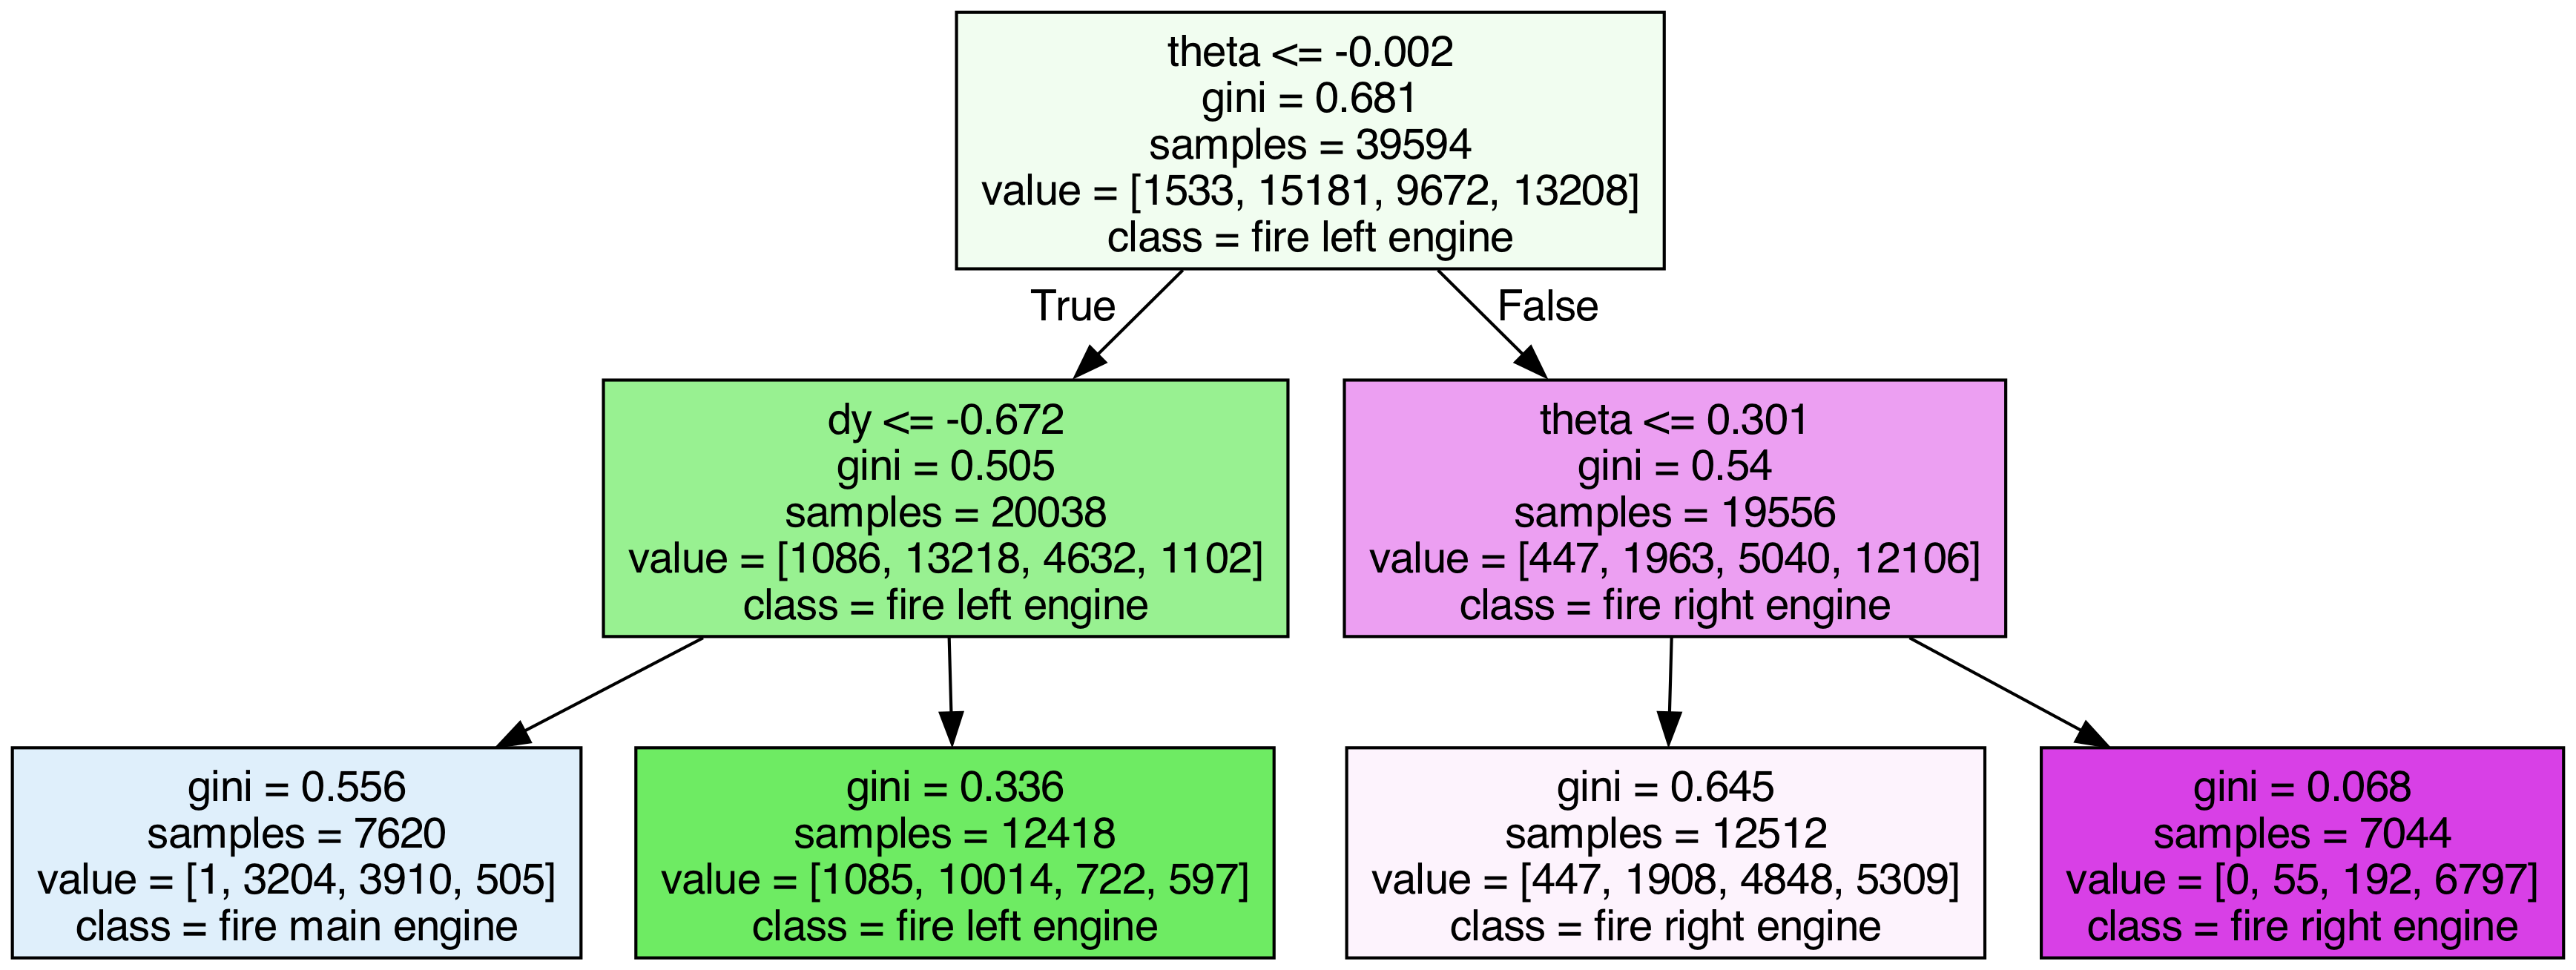 theta <= -0.002
gini = 0.681
samples = 39594
value = [1533, 15181, 9672, 13208]
class = fire left engine
True
False
dy <= -0.672
gini = 0.505
samples = 20038
value = [1086, 13218, 4632, 1102]
class = fire left engine
theta <= 0.301
gini = 0.54
samples = 19556
value = [447, 1963, 5040, 12106]
class = fire right engine
gini = 0.556
samples = 7620
value = [1, 3204, 3910, 505]
class = fire main engine
gini = 0.336
samples = 12418
value = [1085, 10014, 722, 597]
class = fire left engine
gini = 0.645
samples = 12512
value = [447, 1908, 4848, 5309]
class = fire right engine
gini = 0.068
samples = 7044
value = [0, 55, 192, 6797]
class = fire right engine